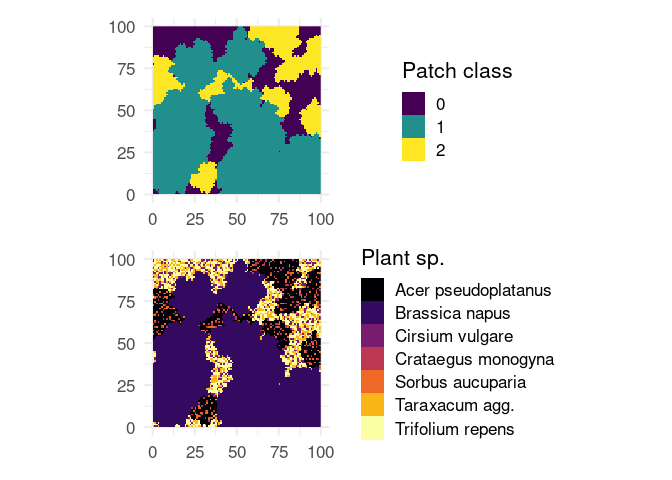 100
75
50
25
0
0 25 50 75 100
Patch class
0
1
2
100
75
50
25
0
0 25 50 75 100
Plant sp.
Acer pseudoplatanus
Brassica napus
Cirsium vulgare
Crataegus monogyna
Sorbus aucuparia
Taraxacum agg.
Trifolium repens